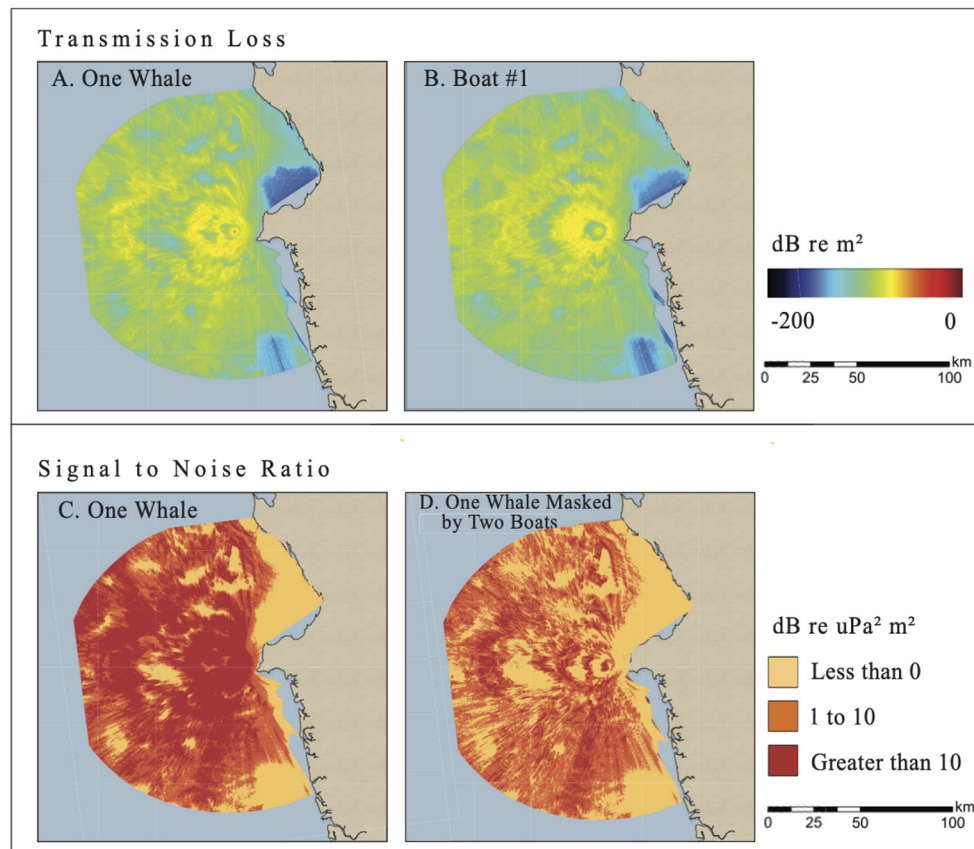 Transmission Loss
A. One Whale
B. Boat #1
dB re m²
-200 0
km
0 50 100
Signal to Noise Ratio
C. One Whale
D. One Whale Masked
by Two Boats
dB re uPa² m²
Less than 0
1 to 10
Greater than 10
km
0 50 100